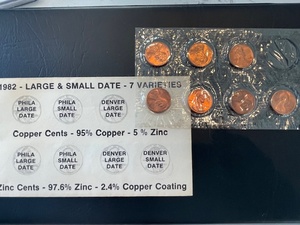 1982 - LARGE & SMALL DATE - 7 VARIETIES
PHILA LARGE DATE
PHILA SMALL DATE
DENVER LARGE DATE
Copper Cents - 95% Copper - 5 % Zinc
PHILA LARGE DATE
PHILA SMALL DATE
DENVER LARGE DATE
DENVER SMALL DATE
Zinc Cents - 97.6% Zinc - 2.4% Copper Coating